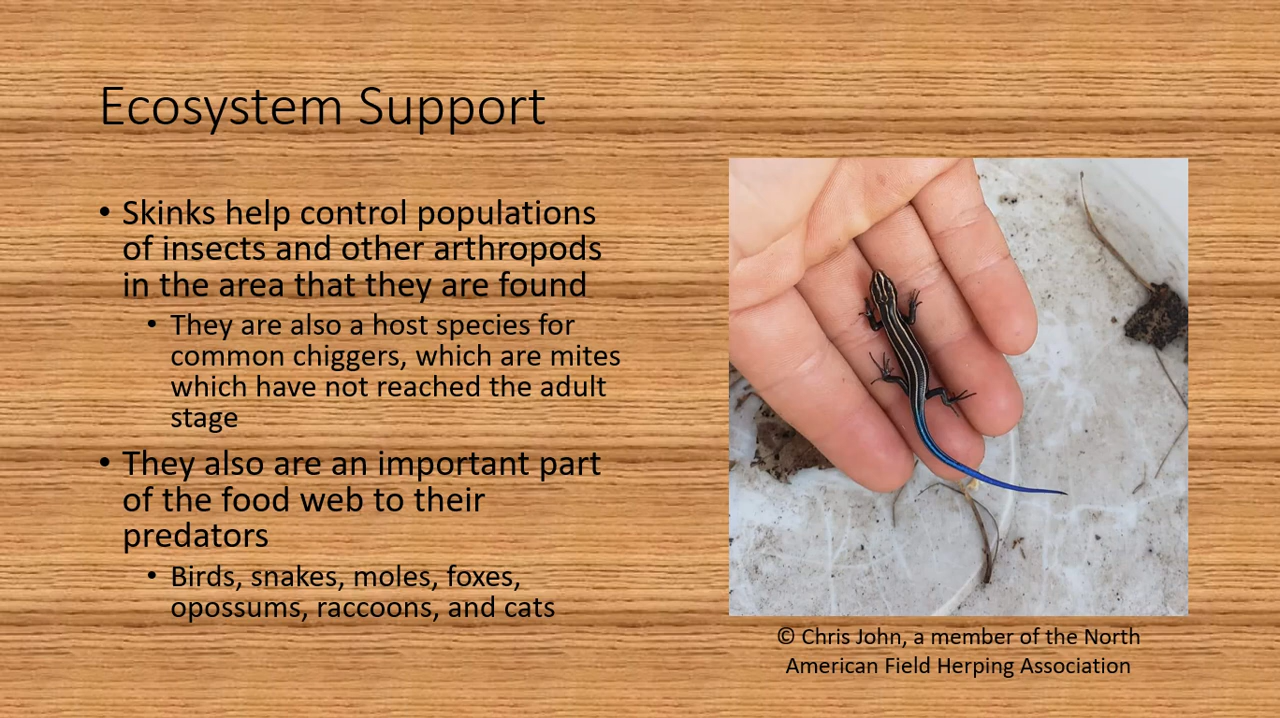 Ecosystem Support
• Skinks help control populations
of insects and other arthropods
in the area that they are found
• They are also a host species for
common chiggers, which are mites
which have not reached the adult
stage
• They also are an important part
of the food web to their
predators
• Birds, snakes, moles, foxes,
opossums, raccoons, and cats
© Chris John, a member of the North
American Field Herping Association